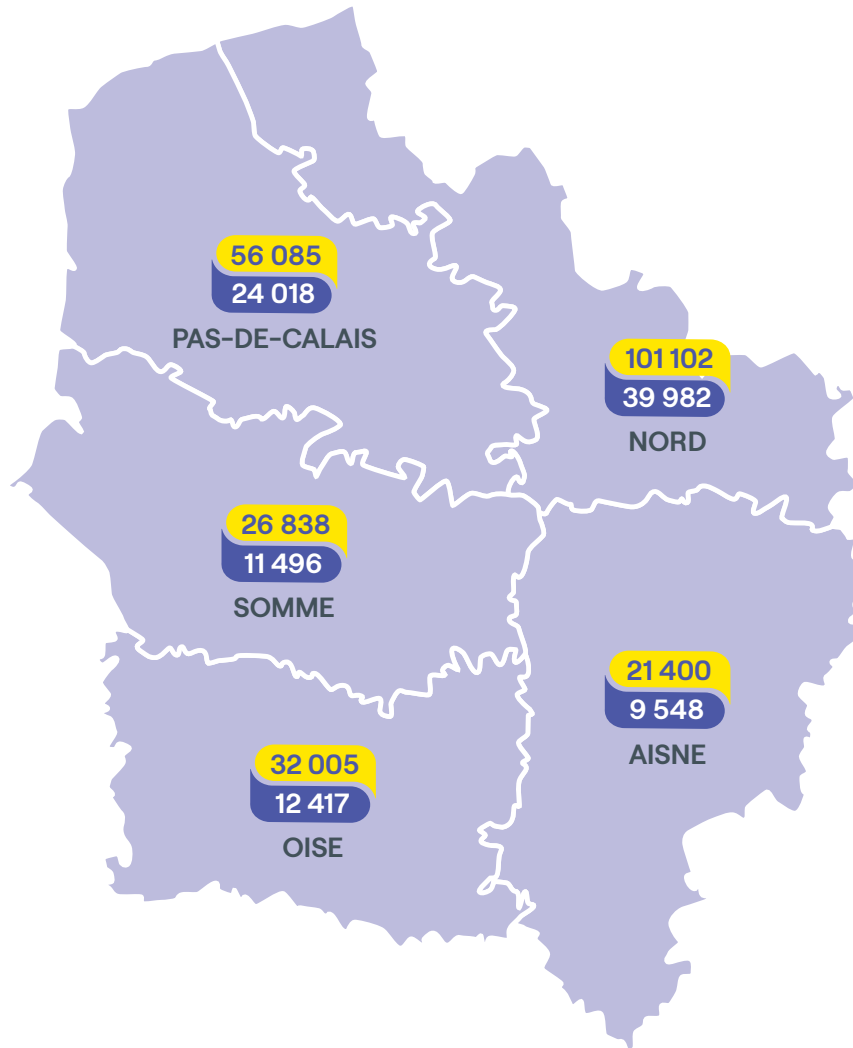 56 085
24 018
PAS-DE-CALAIS
101 102
39 982
NORD
26 838
11 496
SOMME
21 400
9 548
AISNE
32 005
12 417
OISE